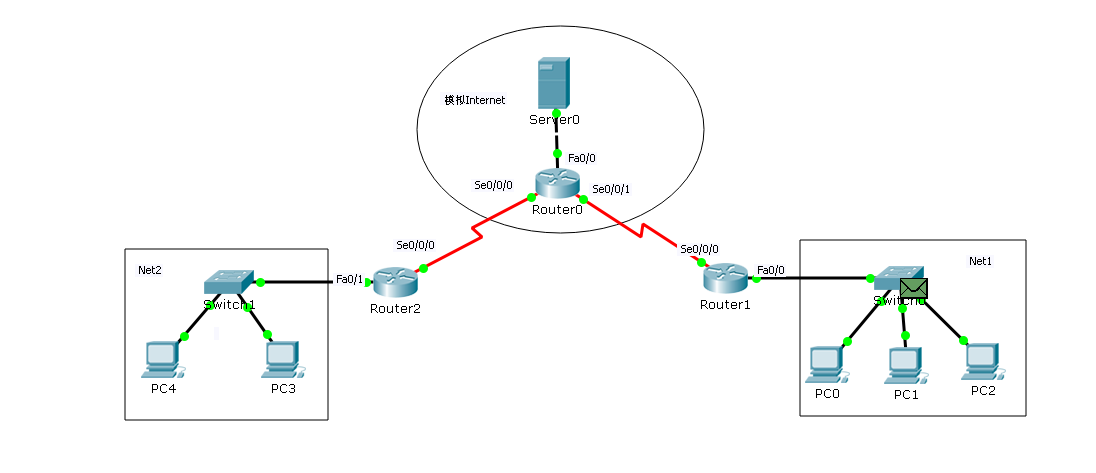 模拟Internet
Server0
Fa0/0
Se0/0/0
Se0/0/1
Router0
Se0/0/0
Se0/0/0
Net2
Net1
Fa0/1
Fa0/0
Switch1
Router2
Router1
PC4
PC3
PC0
PC1
PC2